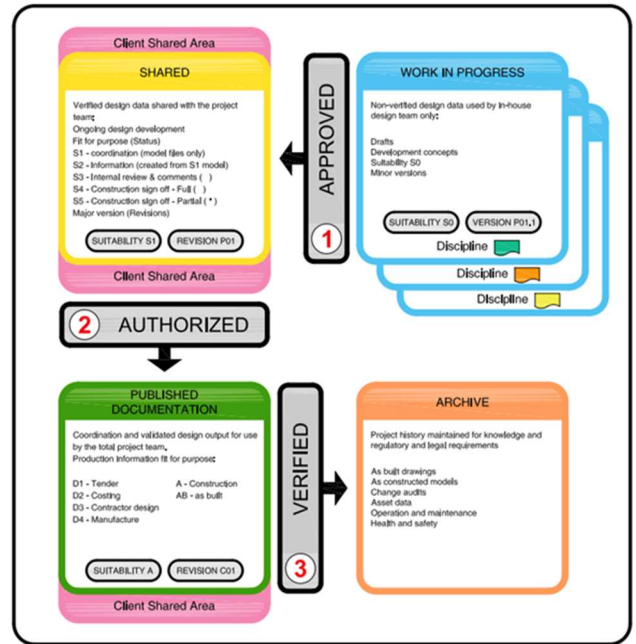 Client Shared Area
SHARED
Verified design data shared with the project
team:
Ongoing design development
Fit for purpose (Status)
S1 - coordination (model files only)
S2 - Information (created from S1 model)
S3 - Internal review & comments ( )
S4 - Construction sign off - Full ( )
S5 - Construction sign off - Partial ( * )
Major version (Revisions)
SUITABILITY S1
REVISION P01
Client Shared Area
APPROVED
1
WORK IN PROGRESS
Non-verified design data used by in-house
design team only:
Drafts
Development concepts
Suitability S0
Minor versions
SUITABILITY S0
VERSION P01.1
Discipline
Discipline
Discipline
2
AUTHORIZED
PUBLISHED
DOCUMENTATION
Coordination and validated design output for use
by the total project team.
Production information fit for purpose:
D1 - Tender
D2 - Costing
D3 - Contractor design
D4 - Manufacture
A - Construction
AB - as built
SUITABILITY A
REVISION C01
Client Shared Area
VERIFIED
3
ARCHIVE
Project history maintained for knowledge and
regulatory and legal requirements
As built drawings
As constructed models
Change audits
Asset data
Operation and maintenance
Health and safety